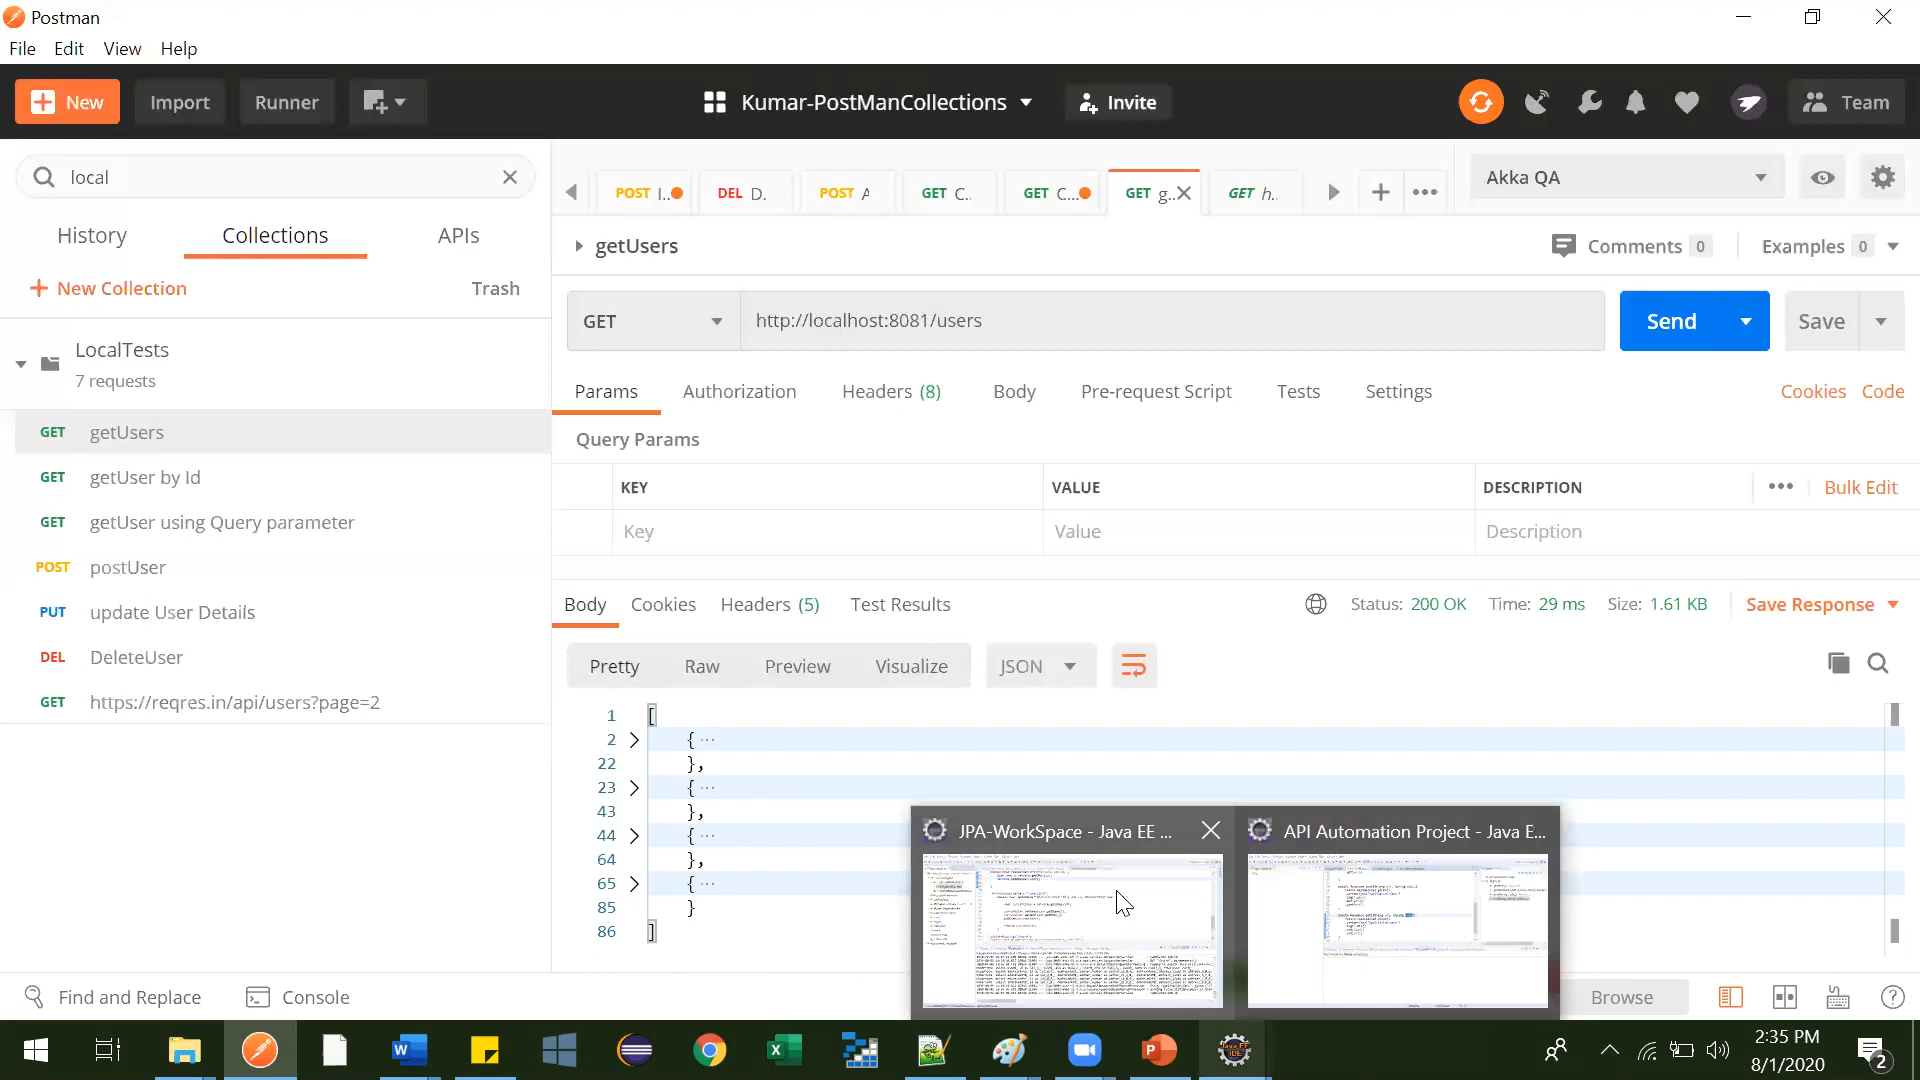 Postman
File Edit View Help
New Import Runner Kumar-PostManCollections Invite Team
local
POST I.. DEL D. POST A GET C.. GET C... GET g.. GET h.
Akka QA
History Collections APIs
getUsers Comments 0 Examples 0
New Collection Trash
GET http://localhost:8081/users Send Save
LocalTests
7 requests
Params Authorization Headers (8) Body Pre-request Script Tests Settings Cookies Code
GET getUsers
Query Params
GET getUser by Id
KEY VALUE DESCRIPTION Bulk Edit
GET getUser using Query parameter
Key Value Description
POST postUser
PUT update User Details
Body Cookies Headers (5) Test Results Status: 200 OK Time: 29 ms Size: 1.61 KB Save Response
DEL DeleteUser
Pretty Raw Preview Visualize JSON
GET https://reqres.in/api/users?page=2
1 [
2 { ...
22 },
23 { ...
43 },
44 { ...
64 },
65 { ...
85 }
86 ]
JPA-WorkSpace - Java EE ... API Automation Project - Java E...
Find and Replace Console Browse
2:35 PM
8/1/2020
2